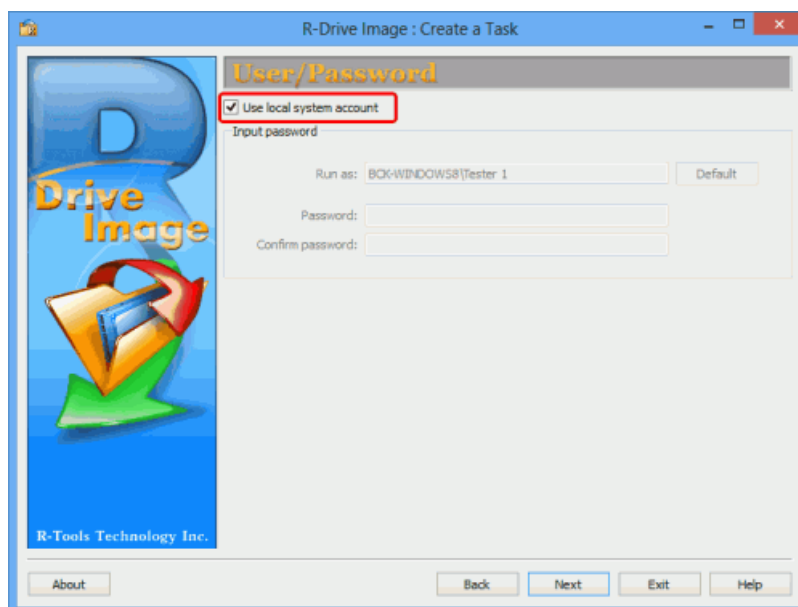 R-Drive Image : Create a Task
R
Drive
Image
R-Tools Technology Inc.
User/Password
Use local system account
Input password
Run as: BCK-WINDOWS8\Tester 1 Default
Password:
Confirm password:
About Back Next Exit Help